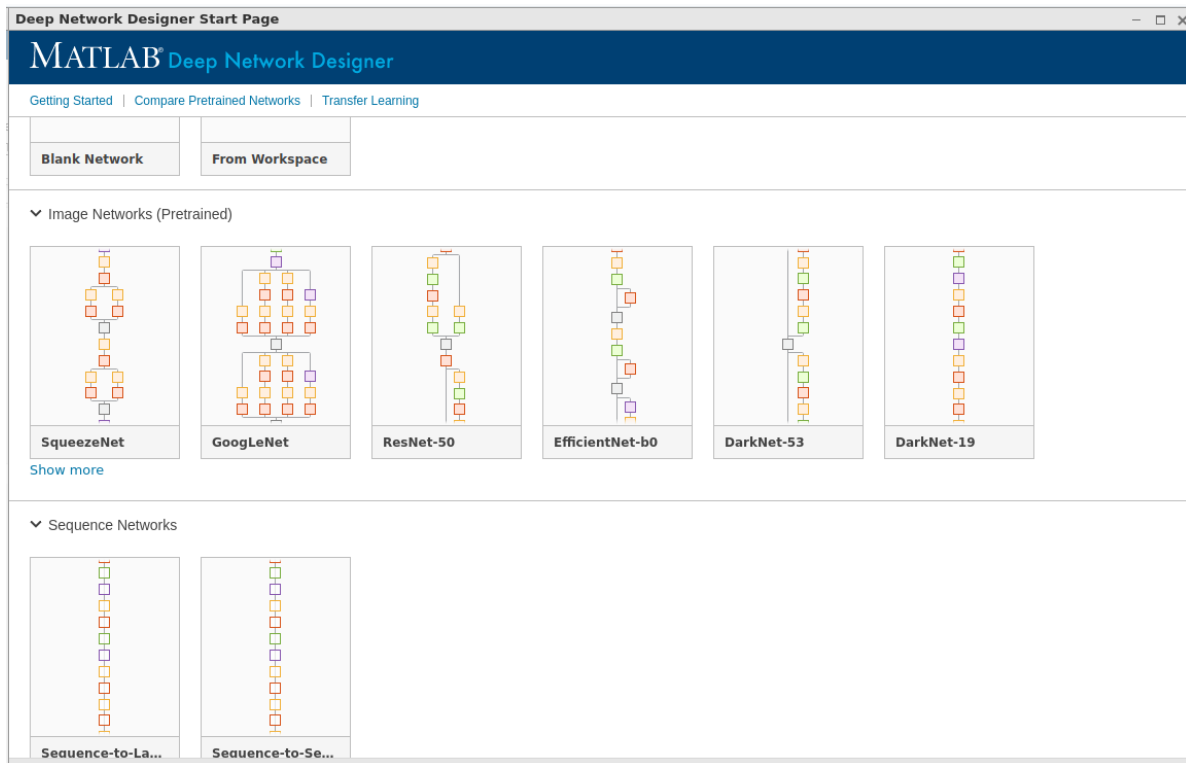 Deep Network Designer Start Page
MATLAB® Deep Network Designer
Getting Started | Compare Pretrained Networks | Transfer Learning
Blank Network From Workspace
Image Networks (Pretrained)
SqueezeNet GoogLeNet ResNet-50 EfficientNet-b0 DarkNet-53 DarkNet-19
Show more
Sequence Networks
Sequence-to-La... Sequence-to-Se...